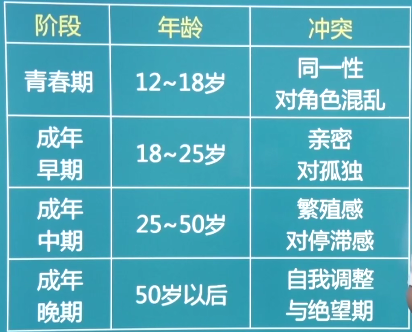 阶段 年龄 冲突
青春期 12~18岁 同一性
对角色混乱
成年
早期 18~25岁 亲密
对孤独
成年
中期 25~50岁 繁殖感
对停滞感
成年
晚期 50岁以后 自我调整
与绝望期